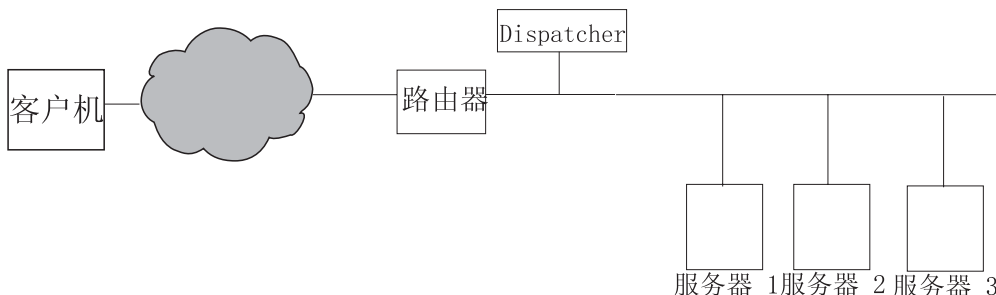 Dispatcher
客户机
路由器
服务器 1
服务器 2
服务器 3